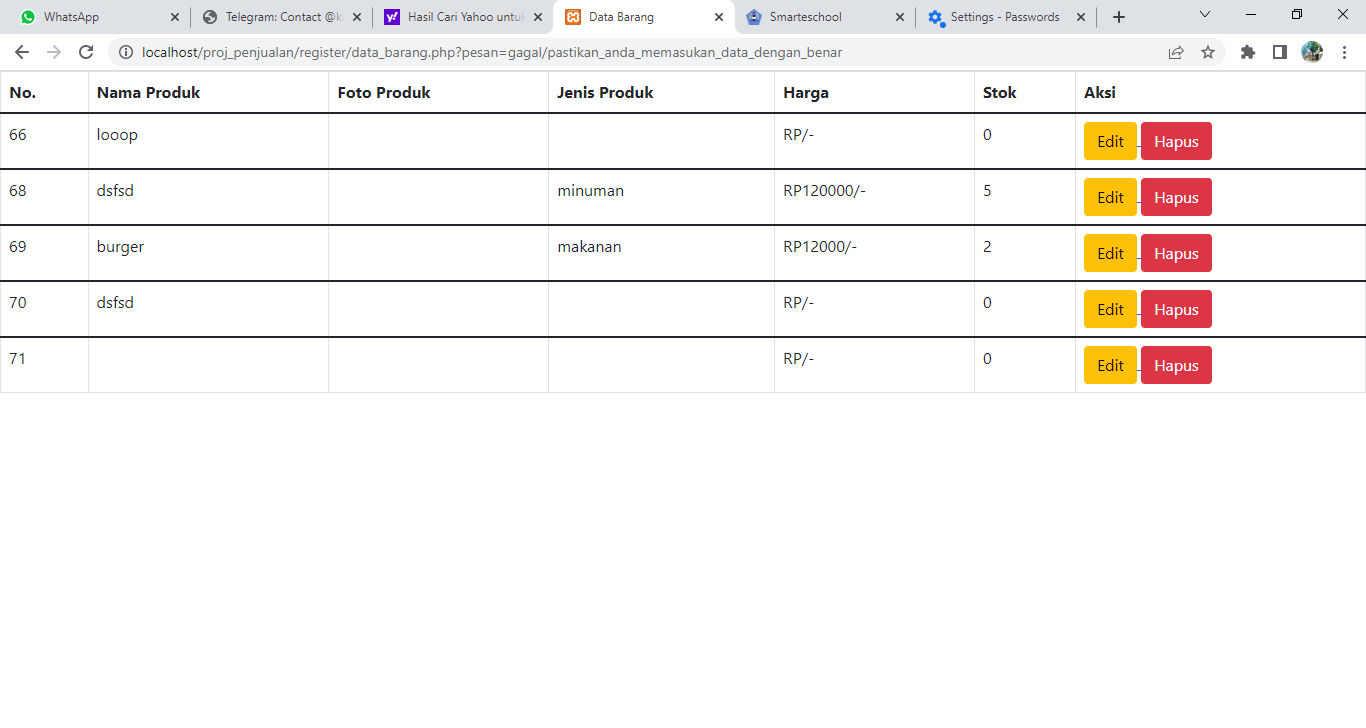 WhatsApp
Telegram: Contact @k
Hasil Cari Yahoo untuk
Data Barang
Smarteschool
Settings - Passwords
localhost/proj_penjualan/register/data_barang.php?pesan=gagal/pastikan_anda_memasukan_data_dengan_benar
No. Nama Produk Foto Produk Jenis Produk Harga Stok Aksi
66 looop RP/- 0 Edit Hapus
68 dsfsd minuman RP120000/- 5 Edit Hapus
69 burger makanan RP12000/- 2 Edit Hapus
70 dsfsd RP/- 0 Edit Hapus
71 RP/- 0 Edit Hapus